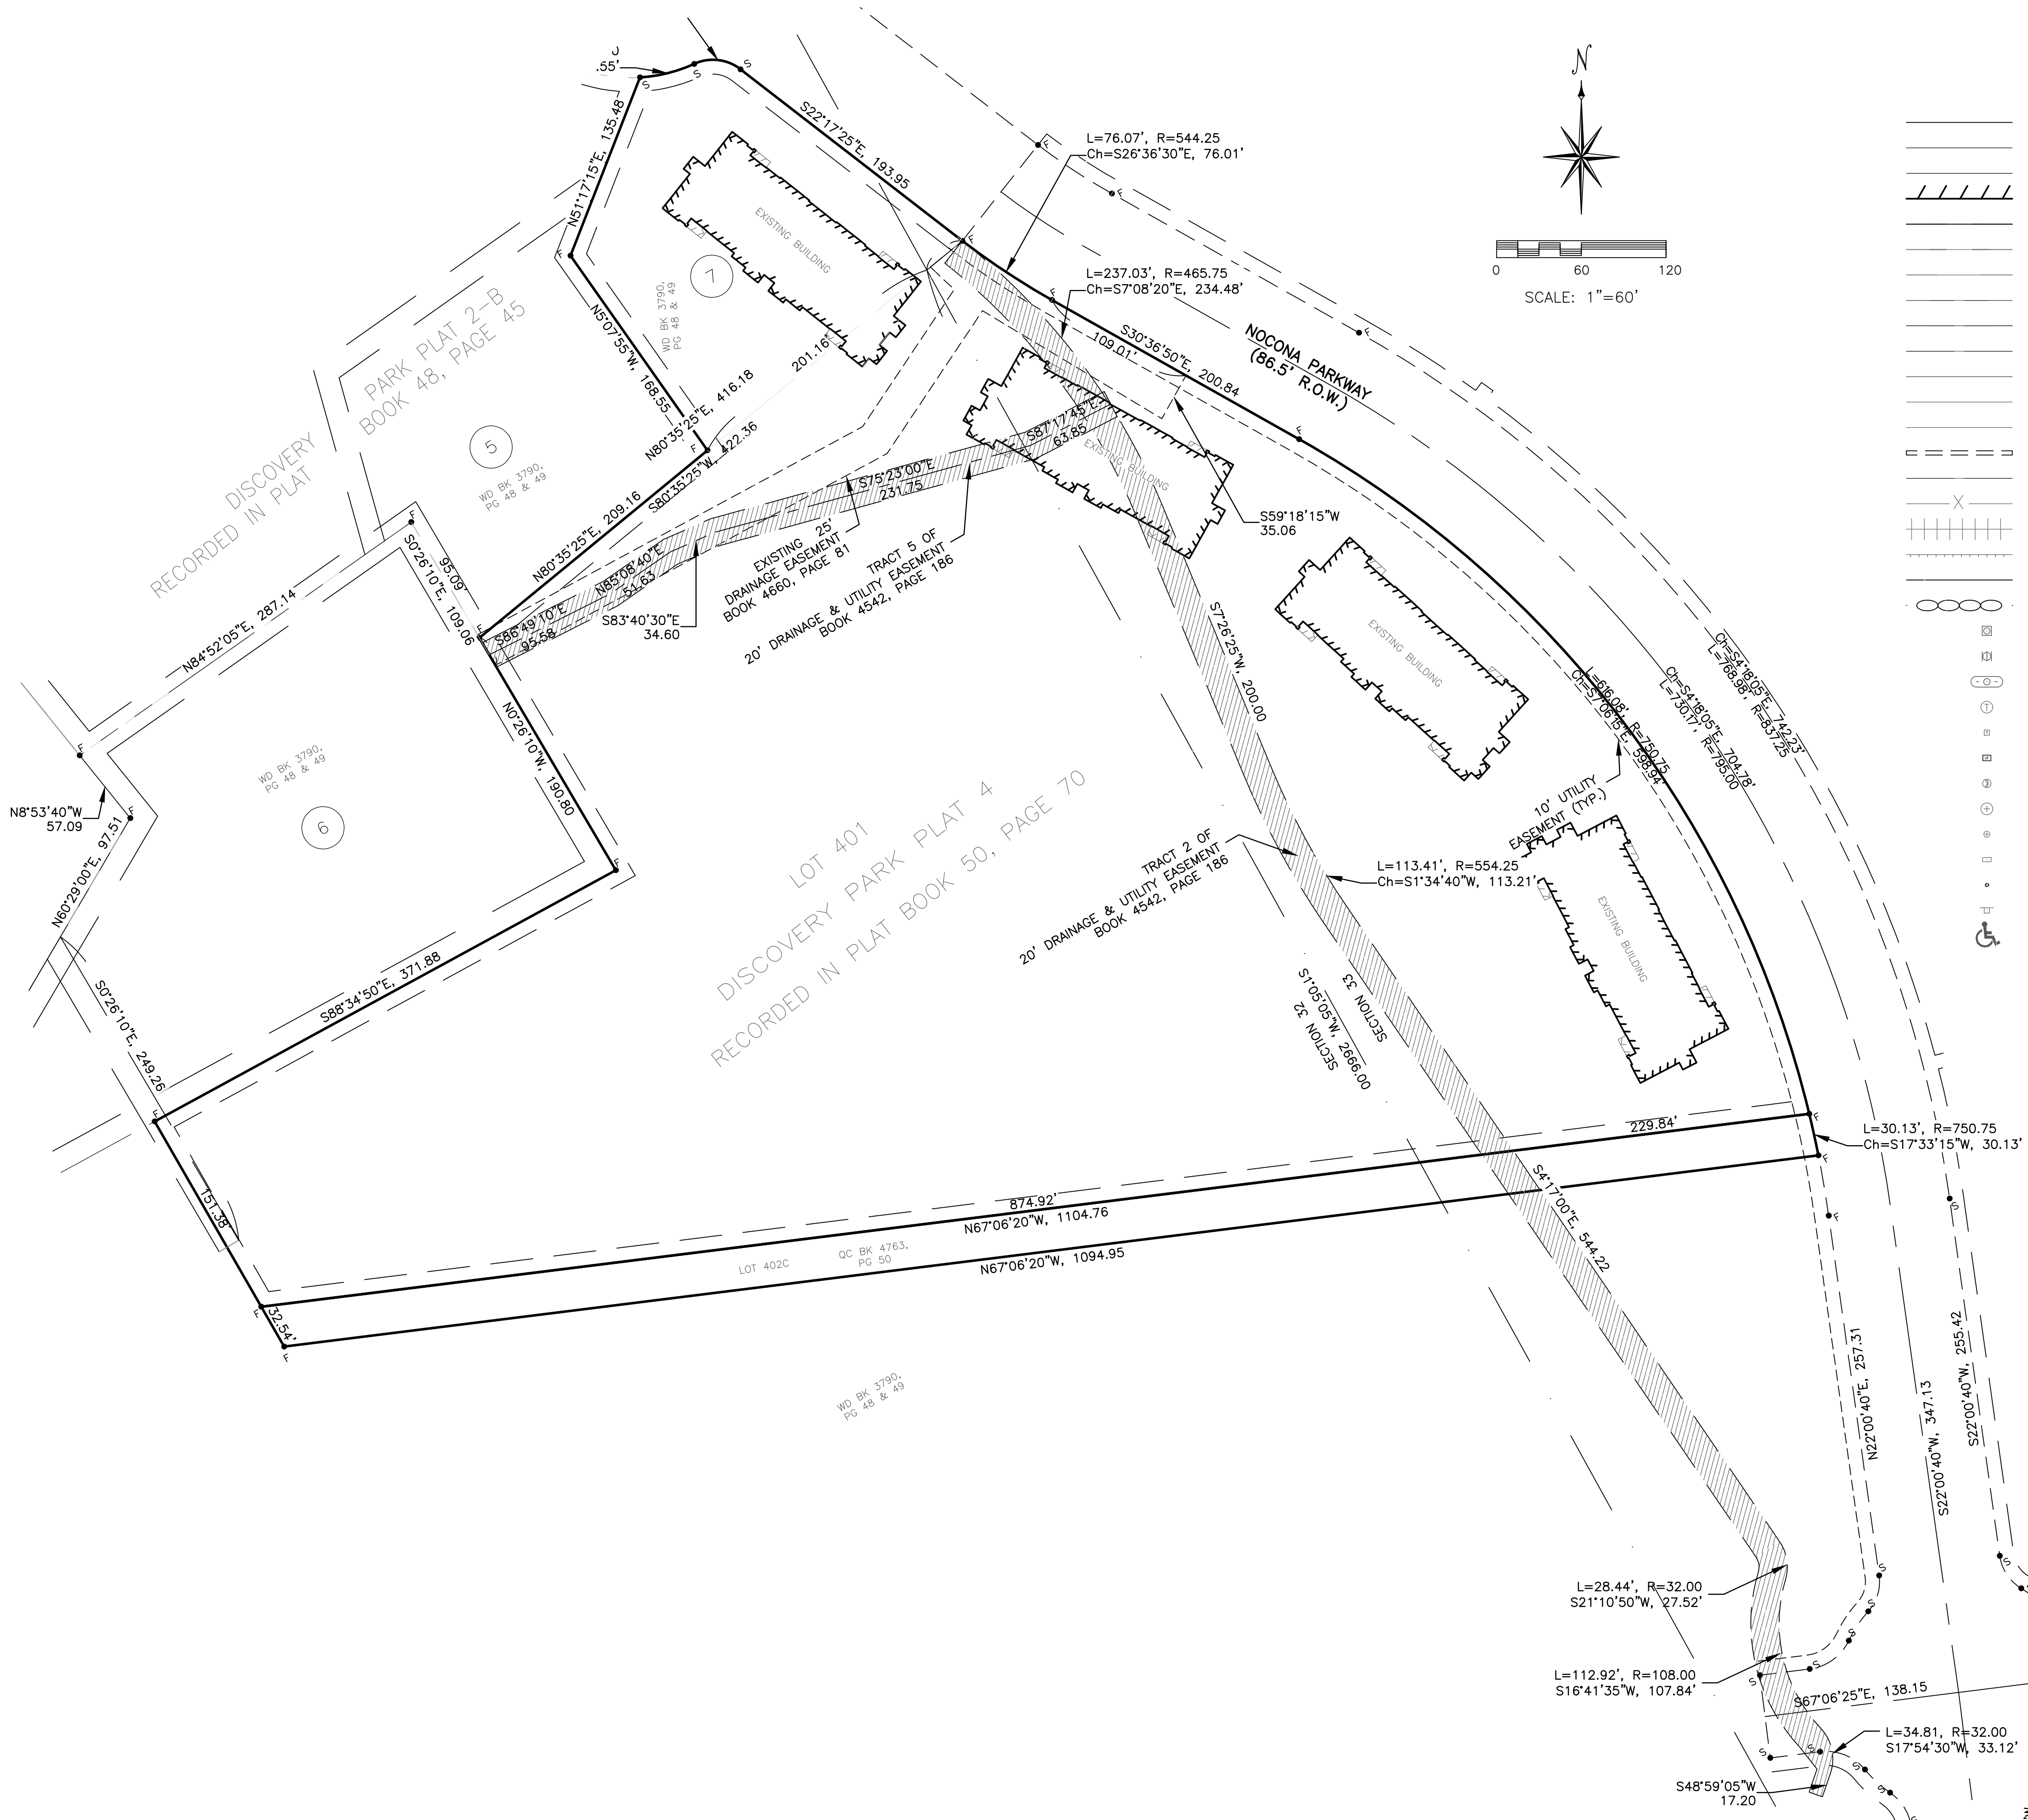 .55'
S
S
S
N51°17'15"E, 135.48
S22°17'25"E, 193.95
L=76.07', R=544.25
Ch=S26°36'30"E, 76.01'
F
F
F
F
N
0 60 120
SCALE: 1"=60'
EXISTING BUILDING
7
WD BK 3790,
PG 48 & 49
N5°07'55"W, 168.55
F
201.16'
L=237.03', R=465.75
Ch=S7°08'20"E, 234.48'
F
109.01'
S30°36'50"E, 200.84
NOCONA PARKWAY
(86.5' R.O.W.)
F
DISCOVERY PARK PLAT 2-B
RECORDED IN PLAT BOOK 48, PAGE 45
5
WD BK 3790,
PG 48 & 49
N80°35'25"E, 416.18
S80°35'25"W, 422.36
F
N80°35'25"E, 209.16
S87°17'45"E
63.85
EXISTING BUILDING
S75°23'00"E
231.75
S59°18'15"W
35.06
EXISTING 25'
DRAINAGE EASEMENT
BOOK 4660, PAGE 81
TRACT 5 OF
20' DRAINAGE & UTILITY EASEMENT
BOOK 4542, PAGE 186
N85°08'40"E
51.63
S83°40'30"E
34.60
S86°49'10"E
95.58
F
95.09'
S0°26'10"E, 109.06
F
N84°52'05"E, 287.14
F
N8°53'40"W
57.09
F
N60°29'00"E, 97.51
WD BK 3790,
PG 48 & 49
6
N0°26'10"W, 190.80
F
S88°34'50"E, 371.88
S0°26'10"E, 249.26
F
LOT 401
DISCOVERY PARK PLAT 4
RECORDED IN PLAT BOOK 50, PAGE 70
S7°26'25"W, 200.00
EXISTING BUILDING
L=616.08', R=750.75
Ch=S7°06'15"E, 598.94'
Ch=S4°18'05"E, 704.78'
L=730.17', R=795.00
Ch=S4°18'05"E, 742.23'
L=768.98', R=837.25
10' UTILITY
EASEMENT (TYP.)
TRACT 2 OF
20' DRAINAGE & UTILITY EASEMENT
BOOK 4542, PAGE 186
L=113.41', R=554.25
Ch=S1°34'40"W, 113.21'
EXISTING BUILDING
SECTION 33
S1°50'50"W, 2696.00
SECTION 32
X
T
F
L=30.13', R=750.75
Ch=S17°33'15"W, 30.13'
F
F
S
229.84'
874.92'
N67°06'20"W, 1104.76
LOT 402C
QC BK 4763,
PG 50
N67°06'20"W, 1094.95
151.38'
F
32.54'
F
WD BK 3790,
PG 48 & 49
S4°17'00"E, 544.22
N22°00'40"E, 257.31
S22°00'40"W, 347.13
S22°00'40"W, 255.42
S
S
L=28.44', R=32.00
S21°10'50"W, 27.52'
S
S
S
S
S
L=112.92', R=108.00
S16°41'35"W, 107.84'
S67°06'25"E, 138.15
L=34.81, R=32.00
S17°54'30"W, 33.12'
S
S
S
S
S48°59'05"W
17.20